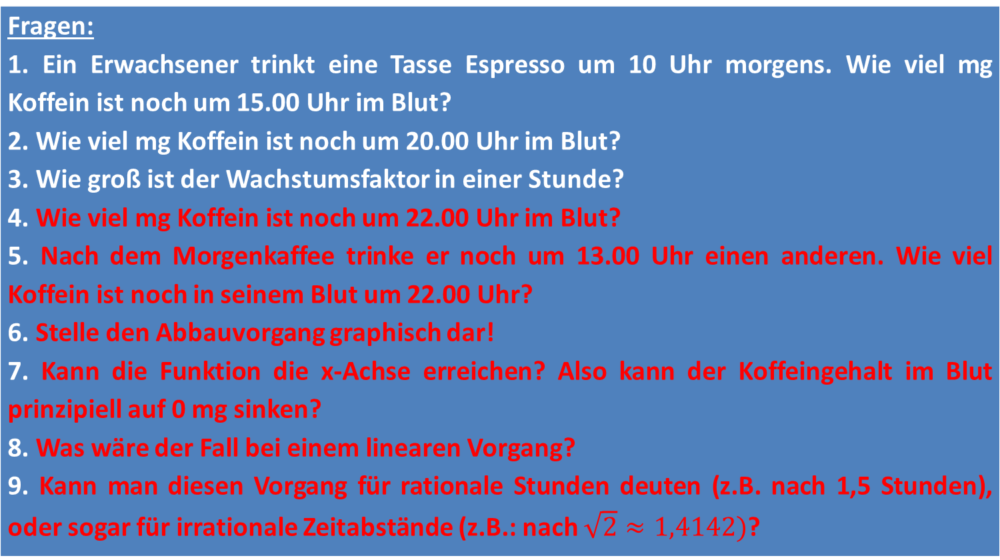 Fragen:
1. Ein Erwachsener trinkt eine Tasse Espresso um 10 Uhr morgens. Wie viel mg
Koffein ist noch um 15.00 Uhr im Blut?
2. Wie viel mg Koffein ist noch um 20.00 Uhr im Blut?
3. Wie groß ist der Wachstumsfaktor in einer Stunde?
4. Wie viel mg Koffein ist noch um 22.00 Uhr im Blut?
5. Nach dem Morgenkaffee trinke er noch um 13.00 Uhr einen anderen. Wie viel
Koffein ist noch in seinem Blut um 22.00 Uhr?
6. Stelle den Abbauvorgang graphisch dar!
7. Kann die Funktion die x-Achse erreichen? Also kann der Koffeingehalt im Blut
prinzipiell auf 0 mg sinken?
8. Was wäre der Fall bei einem linearen Vorgang?
9. Kann man diesen Vorgang für rationale Stunden deuten (z.B. nach 1,5 Stunden),
oder sogar für irrationale Zeitabstände (z.B.: nach √2 ≈ 1,4142)?